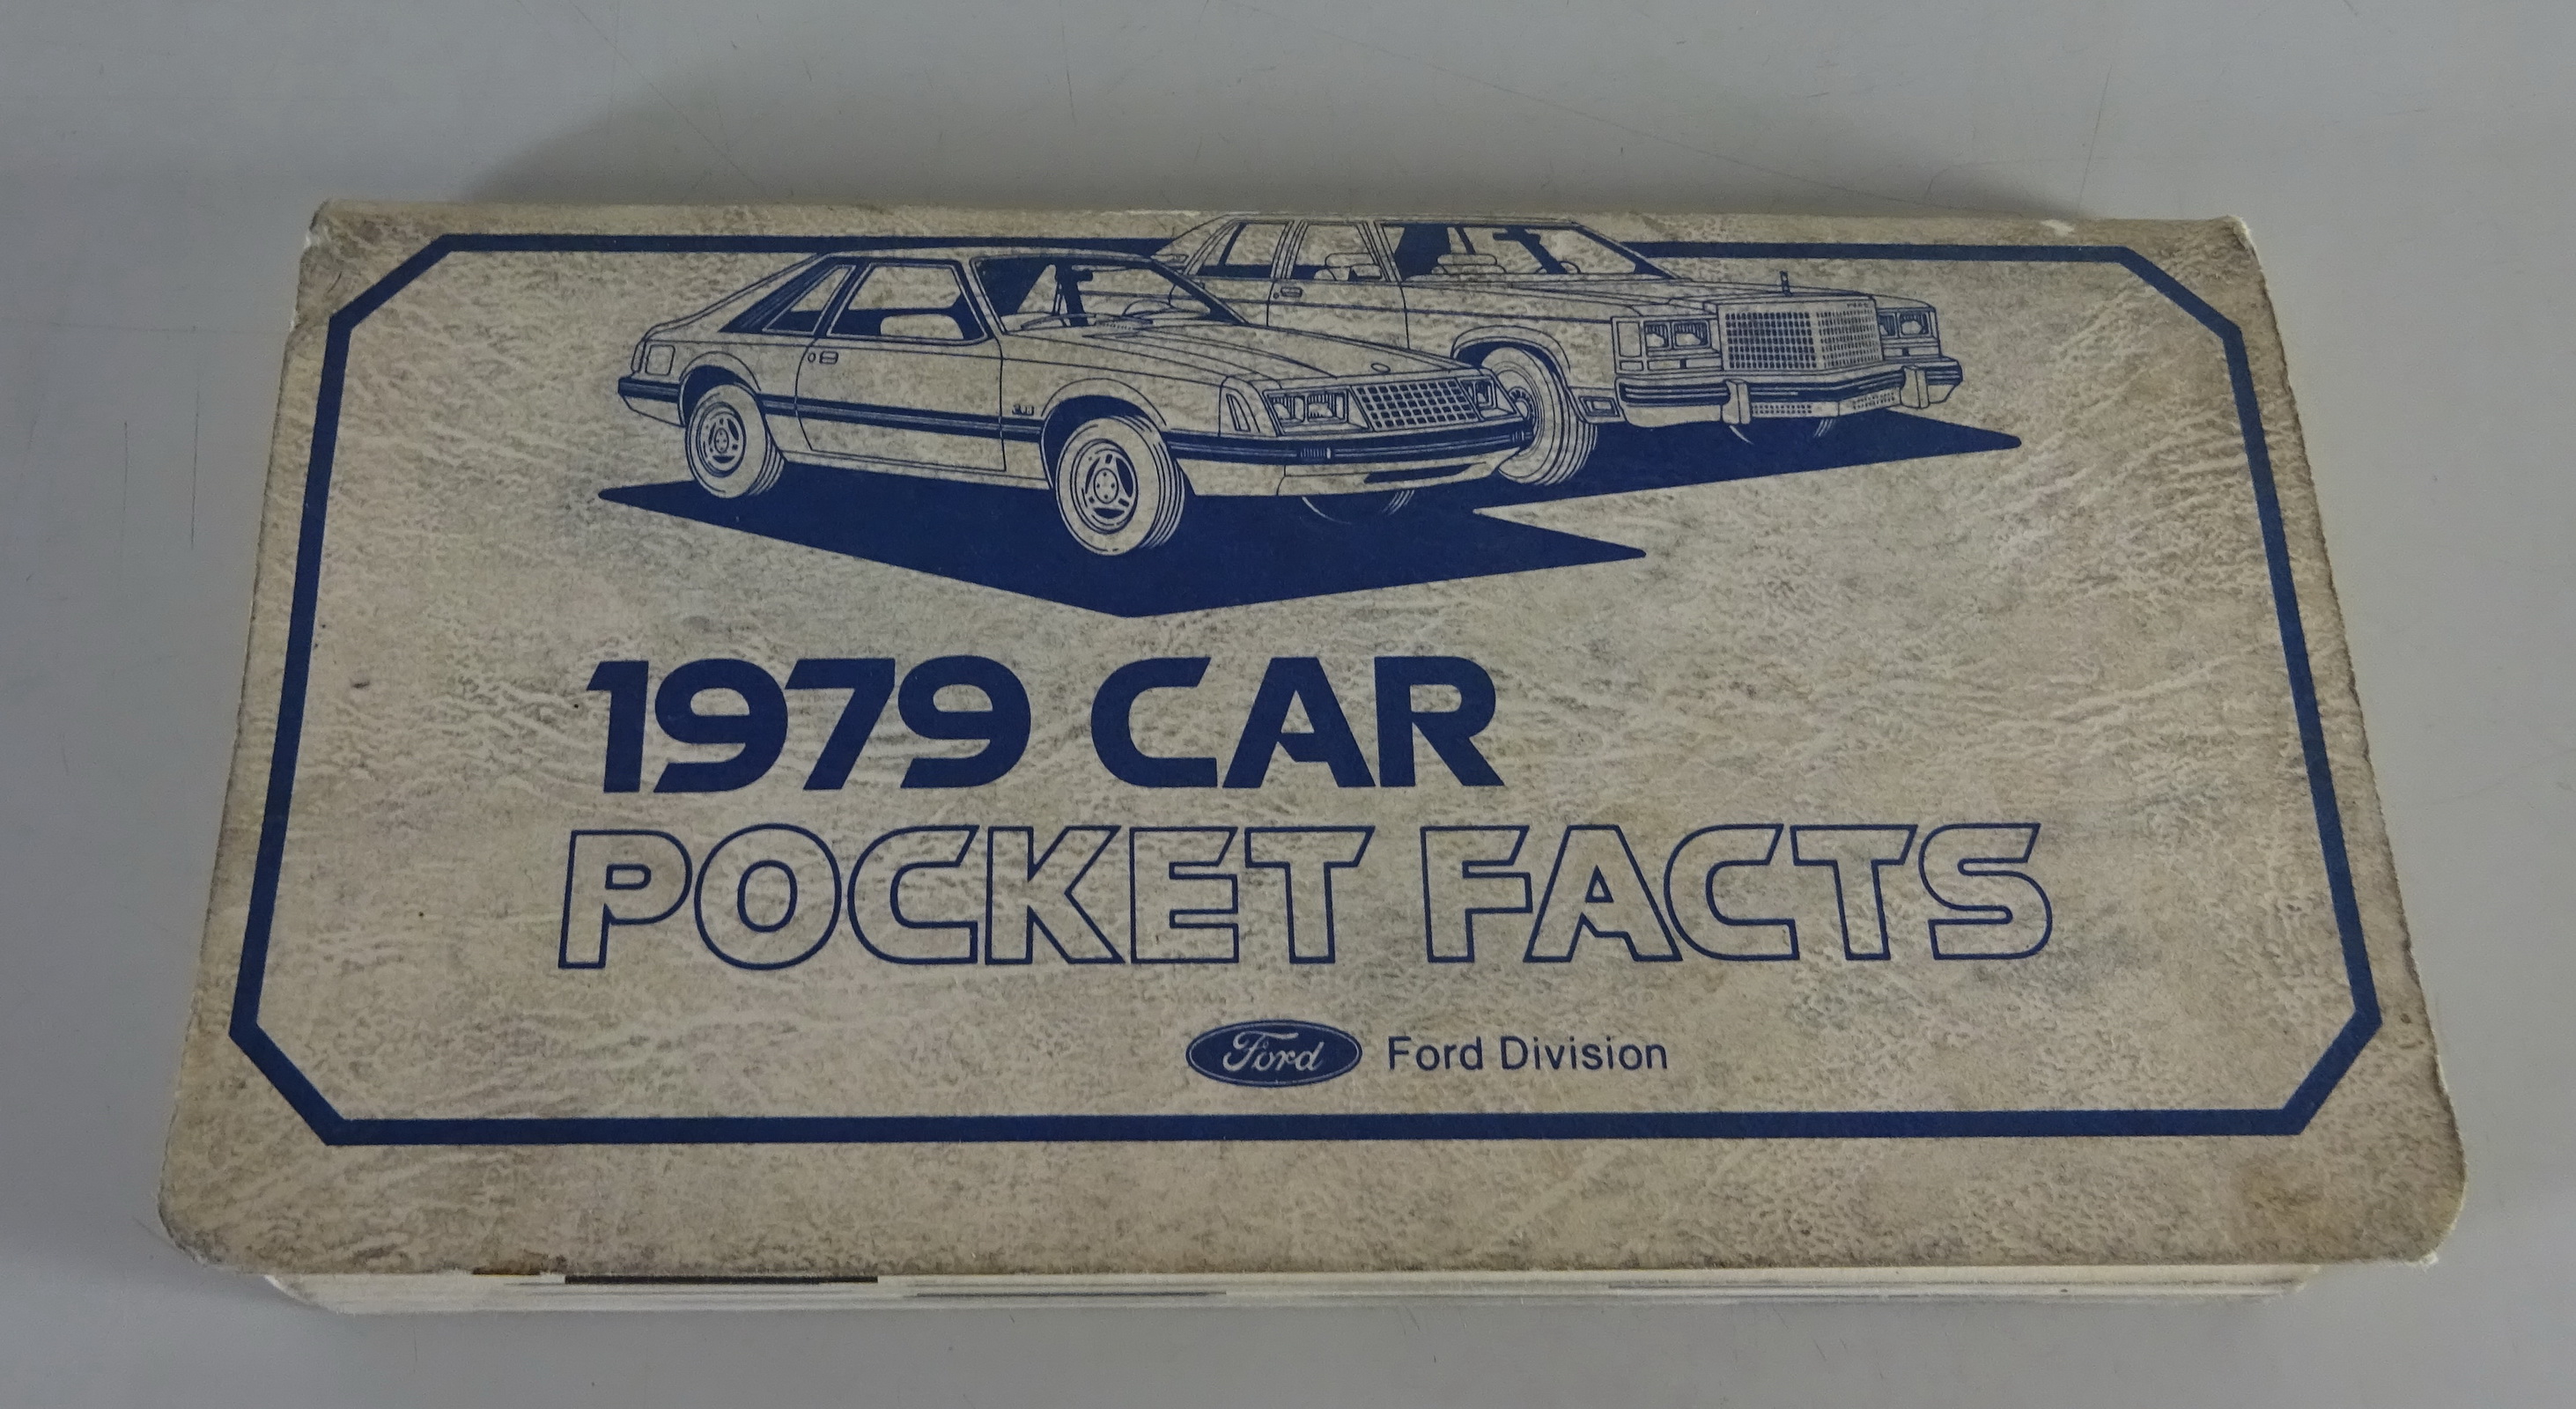 1979 CAR
POCKET FACTS
Ford Ford Division